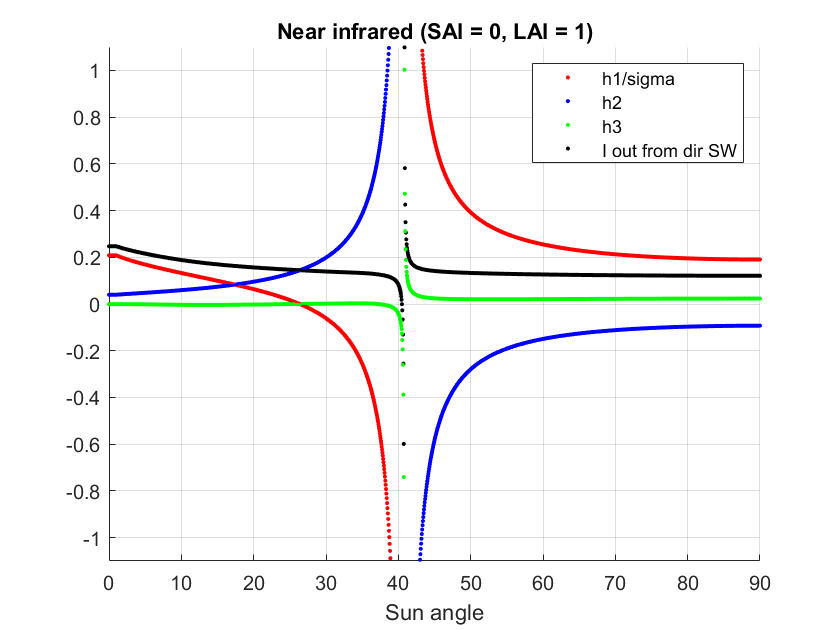 Near infrared (SAI = 0, LAI = 1)
h1/sigma
h2
h3
I out from dir SW
1
0.8
0.6
0.4
0.2
0
-0.2
-0.4
-0.6
-0.8
-1
0 10 20 30 40 50 60 70 80 90
Sun angle